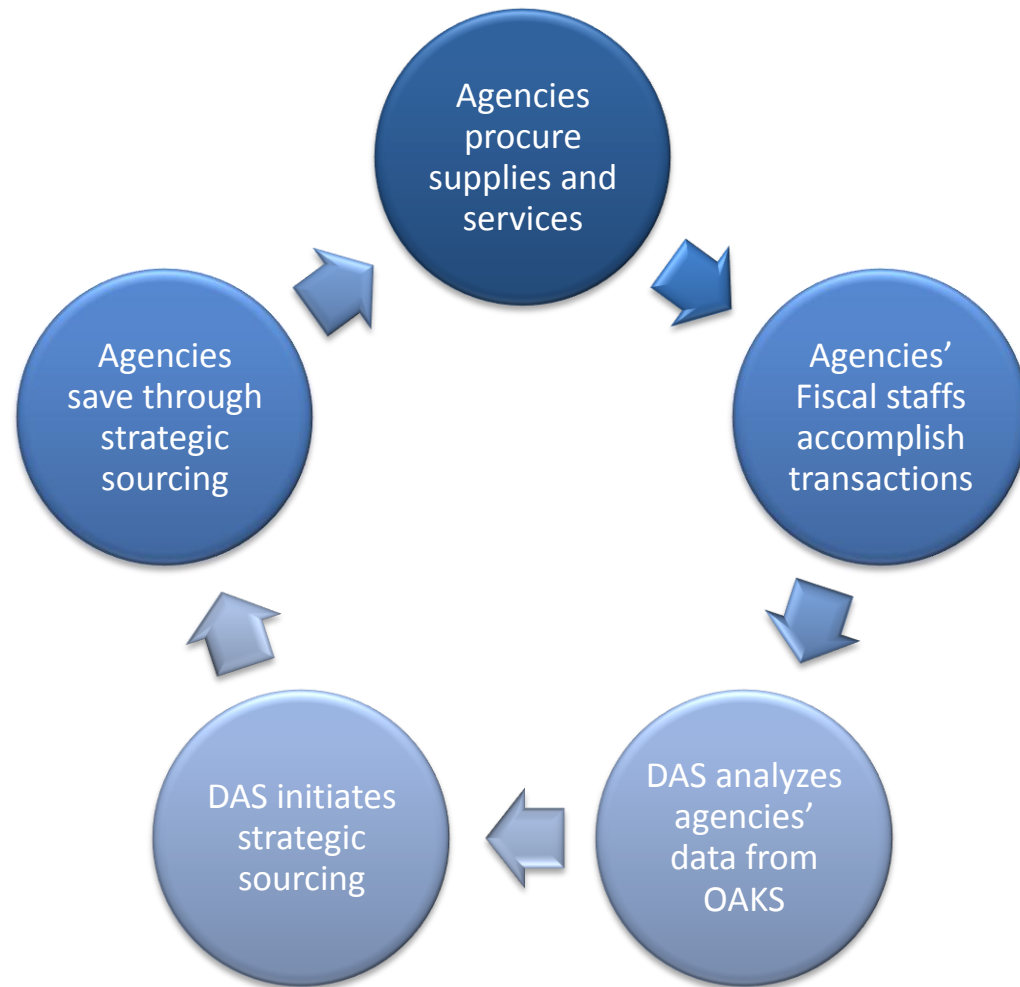 Agencies
procure
supplies and
services
Agencies’
Fiscal staffs
accomplish
transactions
DAS analyzes
agencies’
data from
OAKS
DAS initiates
strategic
sourcing
Agencies
save through
strategic
sourcing